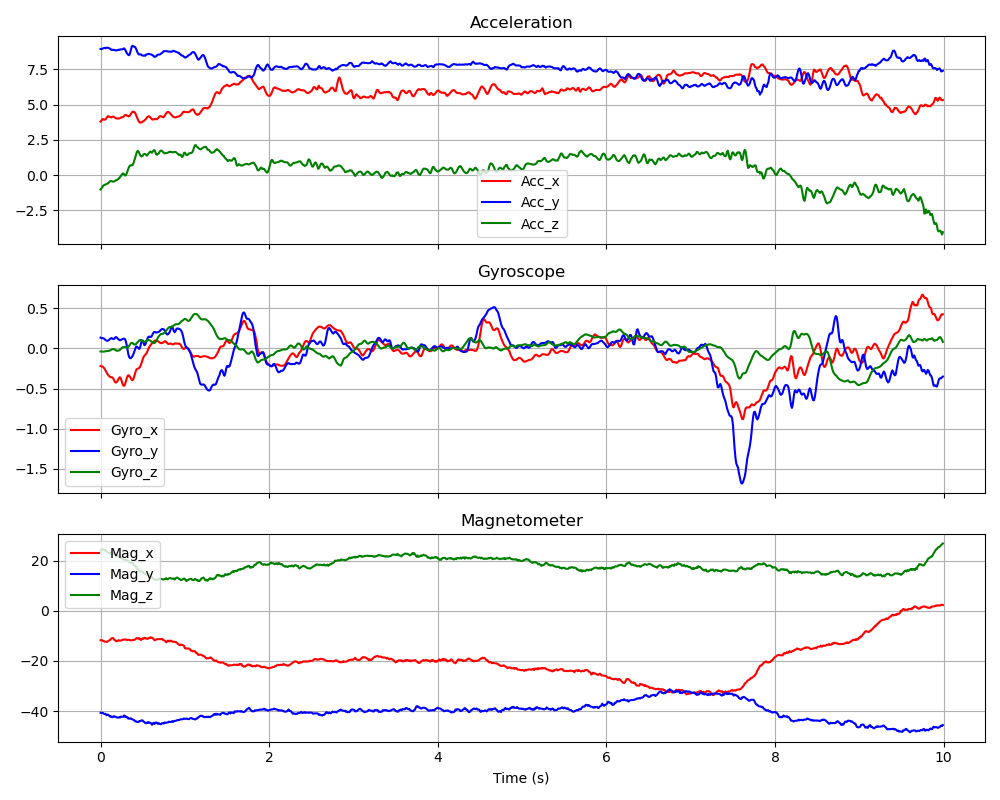 Acceleration
7.5
5.0
2.5
0.0
−2.5
Acc_x
Acc_y
Acc_z
Gyroscope
0.5
0.0
−0.5
−1.0
−1.5
Gyro_x
Gyro_y
Gyro_z
Magnetometer
20
0
−20
−40
Mag_x
Mag_y
Mag_z
0 2 4 6 8 10
Time (s)